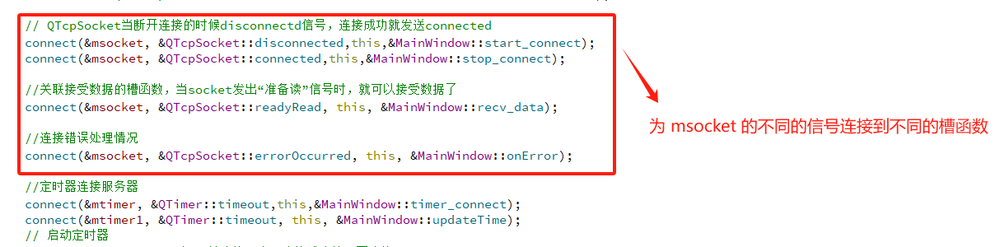 // QTcpSocket当断开连接的时候disconnectd信号，连接成功就发送connected
connect(&msocket, &QTcpSocket::disconnected,this,&MainWindow::start_connect);
connect(&msocket, &QTcpSocket::connected,this,&MainWindow::stop_connect);
//关联接受数据的槽函数，当socket发出“准备读”信号时，就可以接受数据了
connect(&msocket, &QTcpSocket::readyRead, this, &MainWindow::recv_data);
为 msocket 的不同的信号连接到不同的槽函数
//连接错误处理情况
connect(&msocket, &QTcpSocket::errorOccurred, this, &MainWindow::onError);
//定时器连接服务器
connect(&mtimer, &QTimer::timeout,this,&MainWindow::timer_connect);
connect(&mtimer1, &QTimer::timeout, this, &MainWindow::updateTime);
// 启动定时器